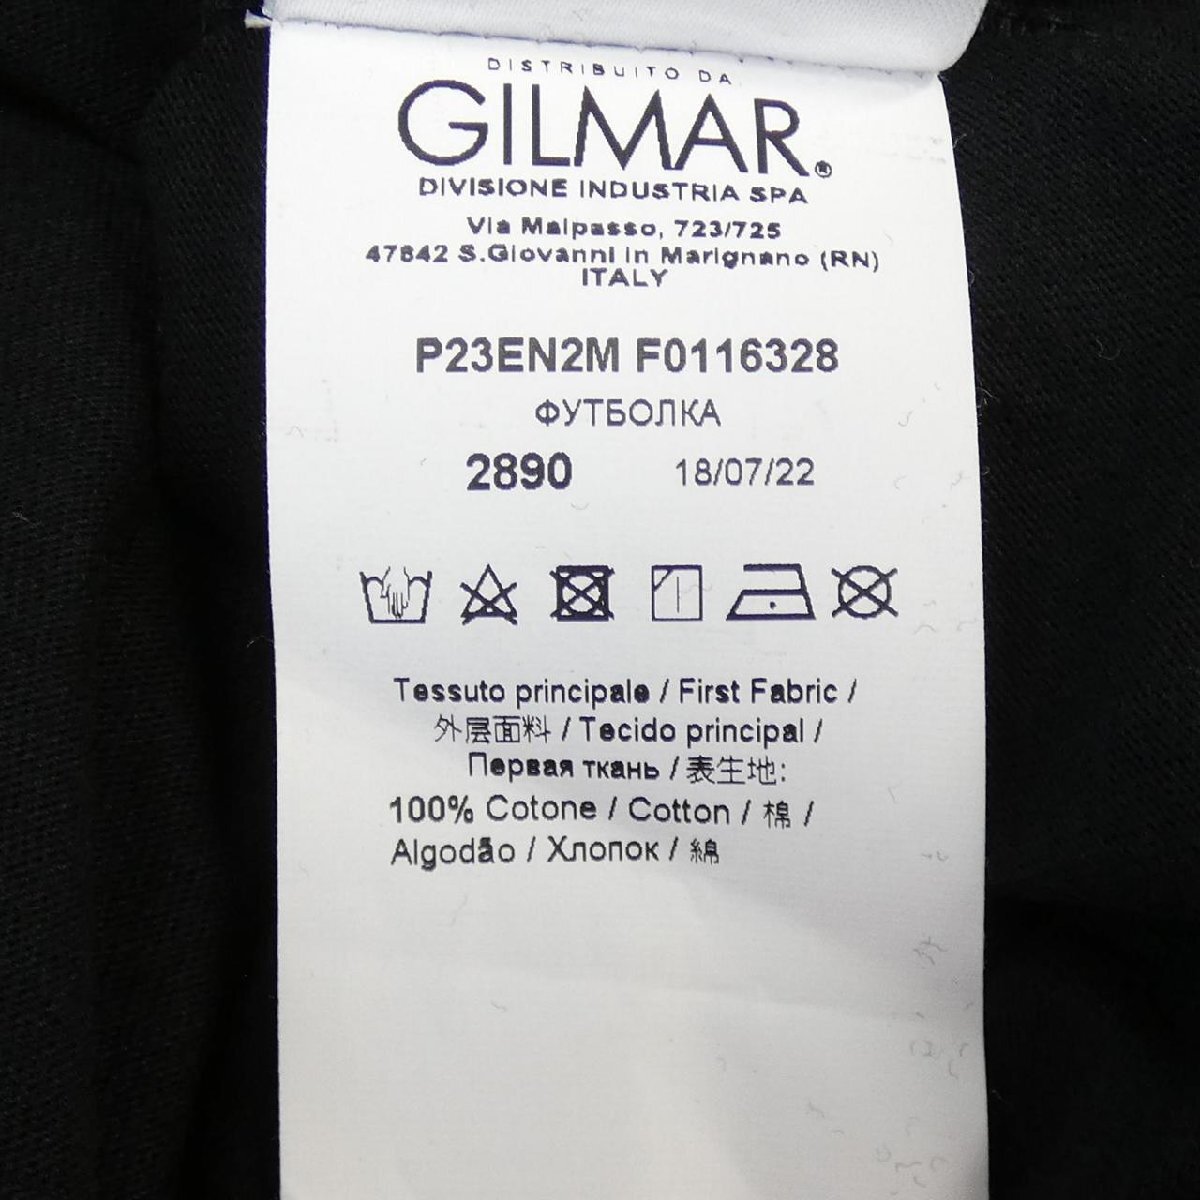 DISTRIBUITO DA
GILMAR®
DIVISIONE INDUSTRIA SPA
Via Malpasso, 723/725
47842 S.Giovanni in Marignano (RN)
ITALY
P23EN2M F0116328
ФУТБОЛКА
2890 18/07/22
Tessuto principale / First Fabric /
外层面料 / Tecido principal /
Первая ткань / 表生地:
100% Cotone / Cotton / 棉 /
Algodão / Хлопок / 綿